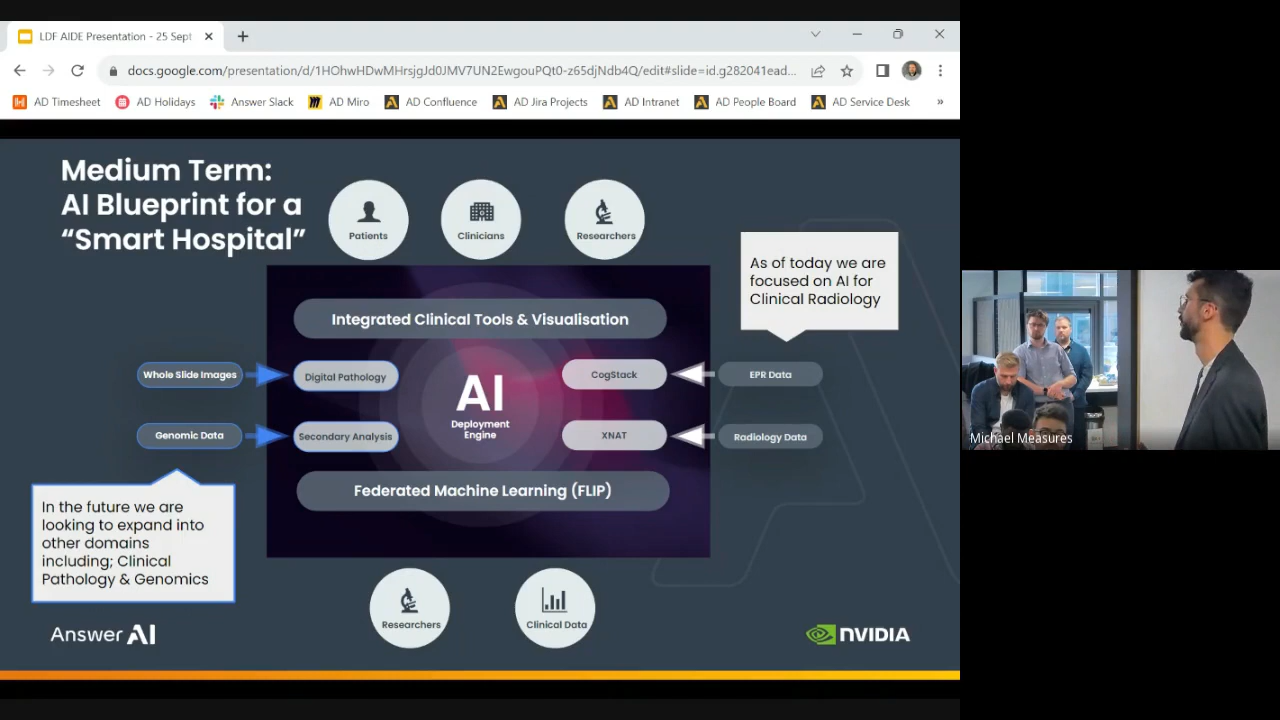 LDF AIDE Presentation - 25 Sept
docs.google.com/presentation/d/1HOhwHDwMHrsjgJd0JMV7UN2EwgouPQt0-z65djNdb4Q/edit#slide=id.g282041ead...
AD Timesheet
AD Holidays
Answer Slack
AD Miro
AD Confluence
AD Jira Projects
AD Intranet
AD People Board
AD Service Desk
»
Medium Term:
AI Blueprint for a
“Smart Hospital”
Patients
Clinicians
Researchers
As of today we are
focused on AI for
Clinical Radiology
Integrated Clinical Tools & Visualisation
Whole Slide Images
Digital Pathology
CogStack
EPR Data
AI
Deployment
Engine
Genomic Data
Secondary Analysis
XNAT
Radiology Data
Federated Machine Learning (FLIP)
In the future we are
looking to expand into
other domains
including; Clinical
Pathology & Genomics
Researchers
Clinical Data
Answer AI
NVIDIA
Michael Measures